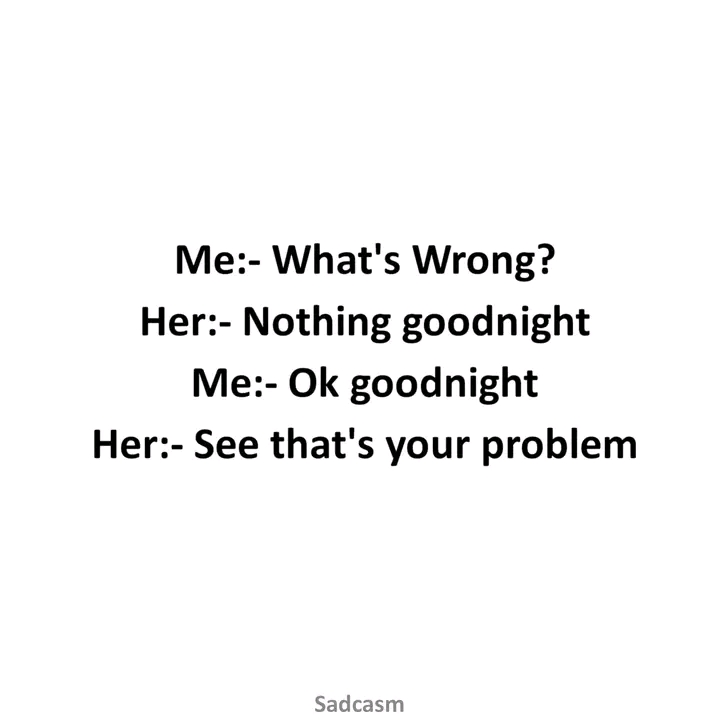 Me:- What's Wrong?
Her:- Nothing goodnight
Me:- Ok goodnight
Her:- See that's your problem
Sadcasm